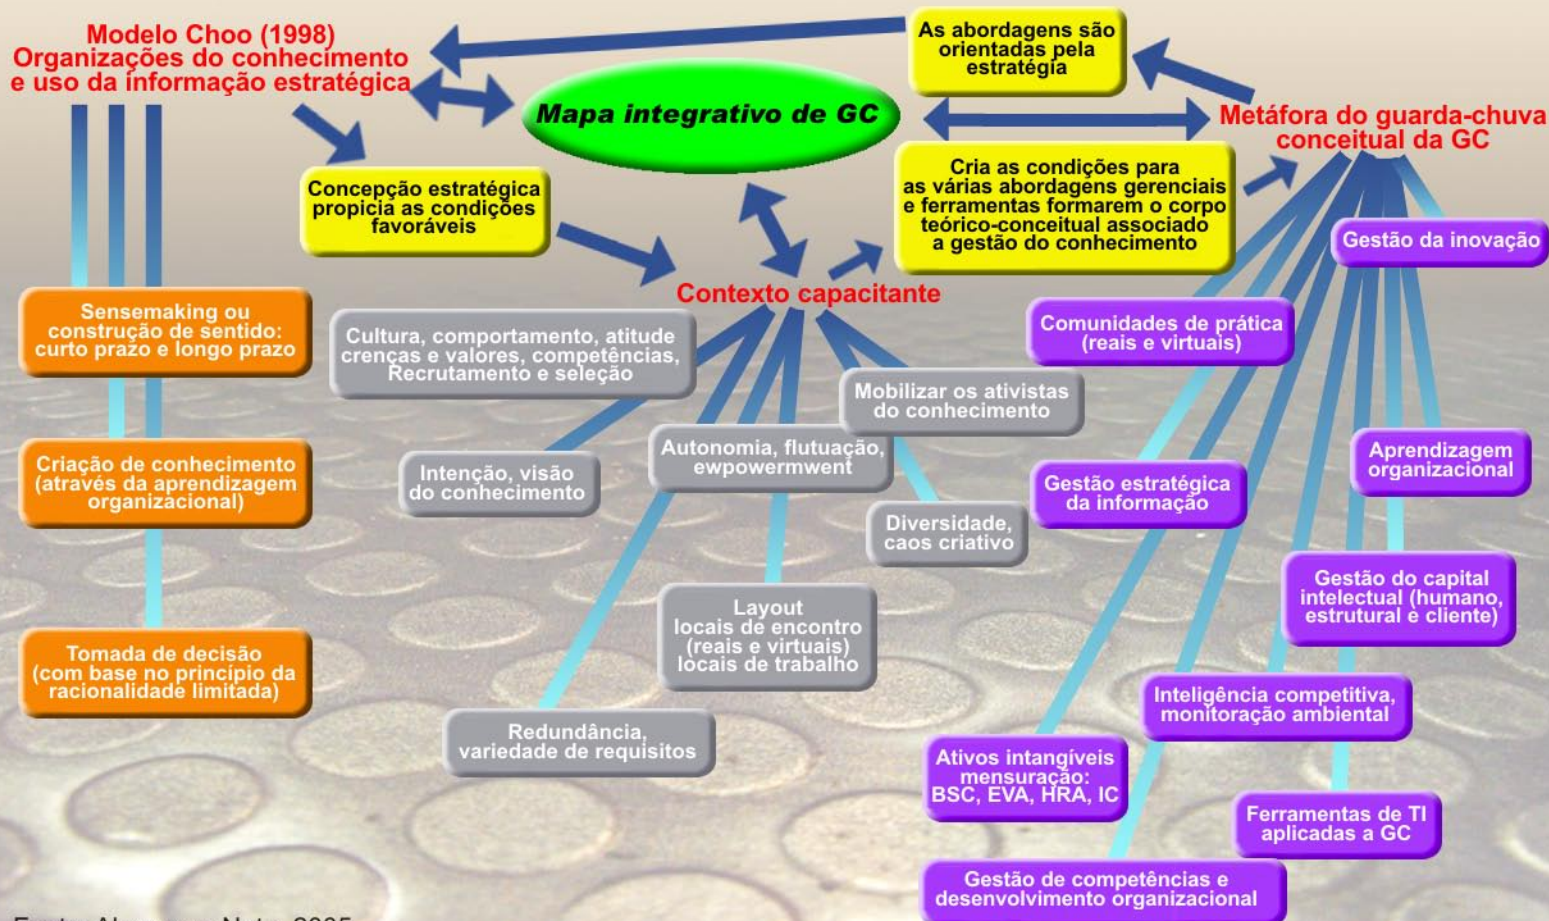 Modelo Choo (1998)
Organizações do conhecimento
e uso da informação estratégica
Mapa integrativo de GC
As abordagens são
orientadas pela
estratégia
Metáfora do guarda-chuva
conceitual da GC
Concepção estratégica
propicia as condições
favoráveis
Cria as condições para
as várias abordagens gerenciais
e ferramentas formarem o corpo
teórico-conceitual associado
a gestão do conhecimento
Contexto capacitante
Sensemaking ou
construção de sentido:
curto prazo e longo prazo
Criação de conhecimento
(através da aprendizagem
organizacional)
Tomada de decisão
(com base no princípio da
racionalidade limitada)
Cultura, comportamento, atitude
crenças e valores, competências,
Recrutamento e seleção
Mobilizar os ativistas
do conhecimento
Intenção, visão
do conhecimento
Autonomia, flutuação,
ewpowermwent
Diversidade,
caos criativo
Layout
locais de encontro
(reais e virtuais)
locais de trabalho
Redundância,
variedade de requisitos
Gestão da inovação
Comunidades de prática
(reais e virtuais)
Aprendizagem
organizacional
Gestão estratégica
da informação
Gestão do capital
intelectual (humano,
estrutural e cliente)
Inteligência competitiva,
monitoração ambiental
Ativos intangíveis
mensuração:
BSC, EVA, HRA, IC
Ferramentas de TI
aplicadas a GC
Gestão de competências e
desenvolvimento organizacional